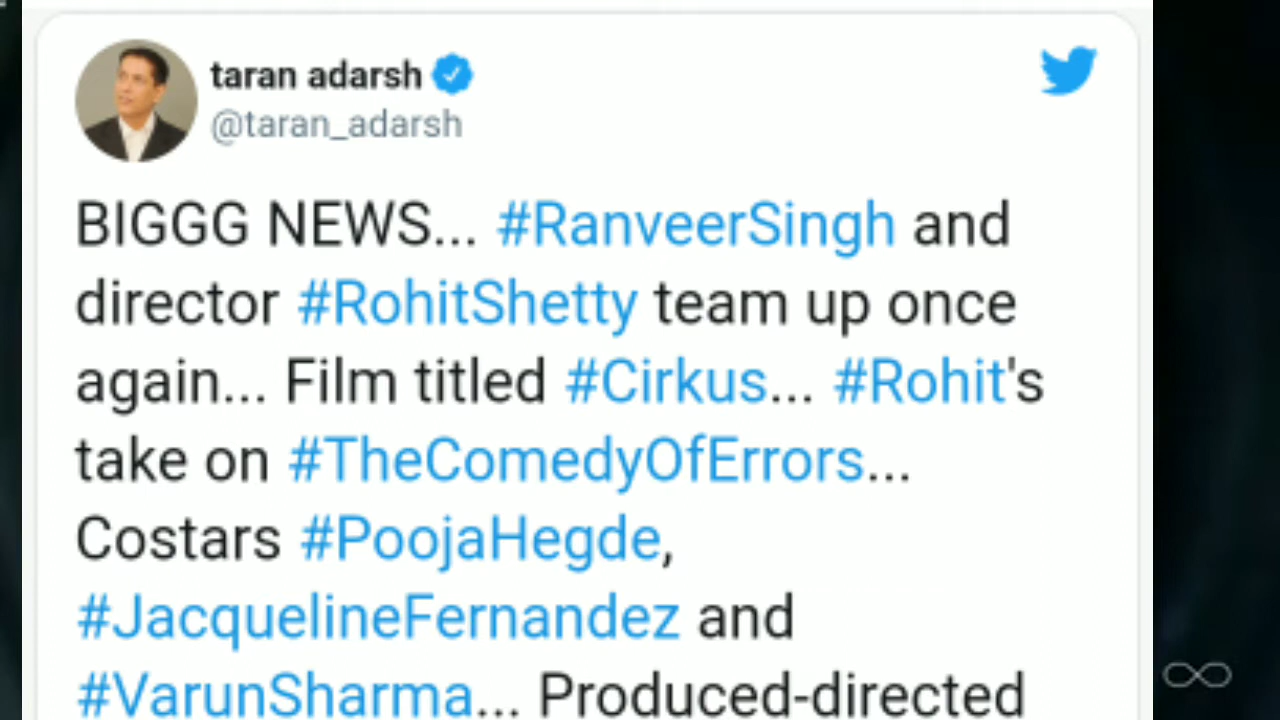 taran adarsh
@taran_adarsh
BIGGG NEWS... #RanveerSingh and
director #RohitShetty team up once
again... Film titled #Cirkus... #Rohit's
take on #TheComedyOfErrors...
Costars #PoojaHegde,
#JacquelineFernandez and
#VarunSharma... Produced-directed